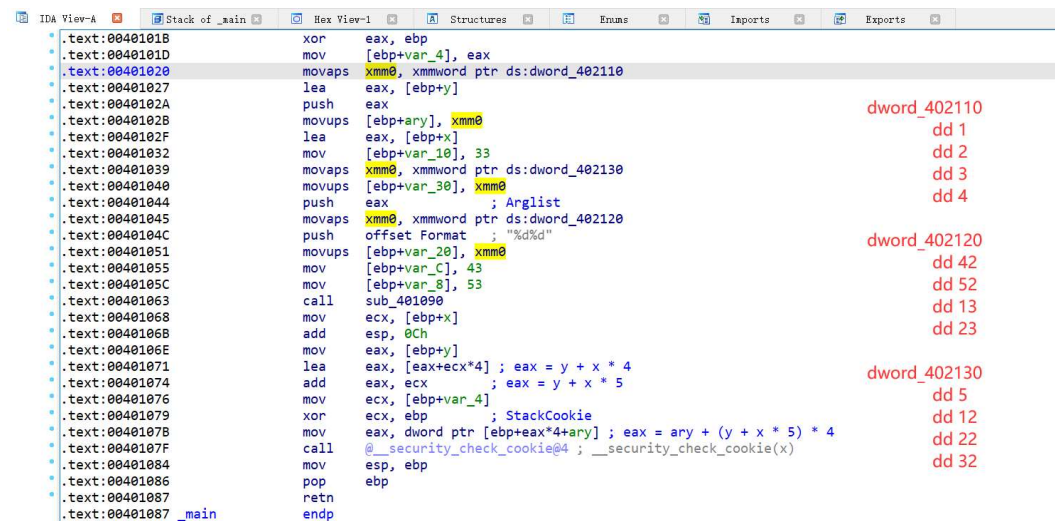 IDA View-A Stack of _main Hex View-1 Structures Enums Imports Exports
.text:0040101B xor eax, ebp
.text:0040101D mov [ebp+var_4], eax
.text:00401020 movaps xmm0, xmmword ptr ds:dword_402110
.text:00401027 lea eax, [ebp+y]
.text:0040102A push eax
.text:0040102B movups [ebp+ary], xmm0
.text:0040102F lea eax, [ebp+x]
.text:00401032 mov [ebp+var_10], 33
.text:00401039 movaps xmm0, xmmword ptr ds:dword_402130
.text:00401040 movups [ebp+var_30], xmm0
.text:00401044 push eax ; Arglist
.text:00401045 movaps xmm0, xmmword ptr ds:dword_402120
.text:0040104C push offset Format ; "%d%d"
.text:00401051 movups [ebp+var_20], xmm0
.text:00401055 mov [ebp+var_C], 43
.text:0040105C mov [ebp+var_8], 53
.text:00401063 call sub_401090
.text:00401068 mov ecx, [ebp+x]
.text:0040106B add esp, 0Ch
.text:0040106E mov eax, [ebp+y]
.text:00401071 lea eax, [eax+ecx*4] ; eax = y + x * 4
.text:00401074 add eax, ecx ; eax = y + x * 5
.text:00401076 mov ecx, [ebp+var_4]
.text:00401079 xor ecx, ebp ; StackCookie
.text:0040107B mov eax, dword ptr [ebp+eax*4+ary] ; eax = ary + (y + x * 5) * 4
.text:0040107F call @__security_check_cookie@4 ; __security_check_cookie(x)
.text:00401084 mov esp, ebp
.text:00401086 pop ebp
.text:00401087 retn
.text:00401087 _main endp
dword_402110
dd 1
dd 2
dd 3
dd 4
dword_402120
dd 42
dd 52
dd 13
dd 23
dword_402130
dd 5
dd 12
dd 22
dd 32